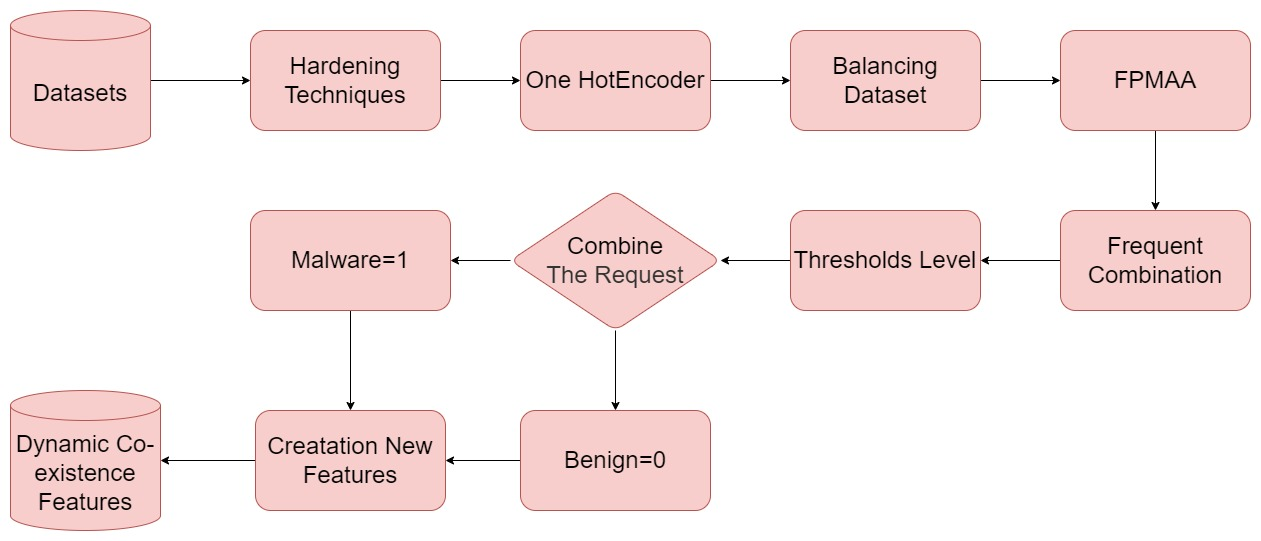 Datasets
Hardening
Techniques
One HotEncoder
Balancing
Dataset
FPMAA
Malware=1
Combine
The Request
Thresholds Level
Frequent
Combination
Dynamic Co-
existence
Features
Creatation New
Features
Benign=0